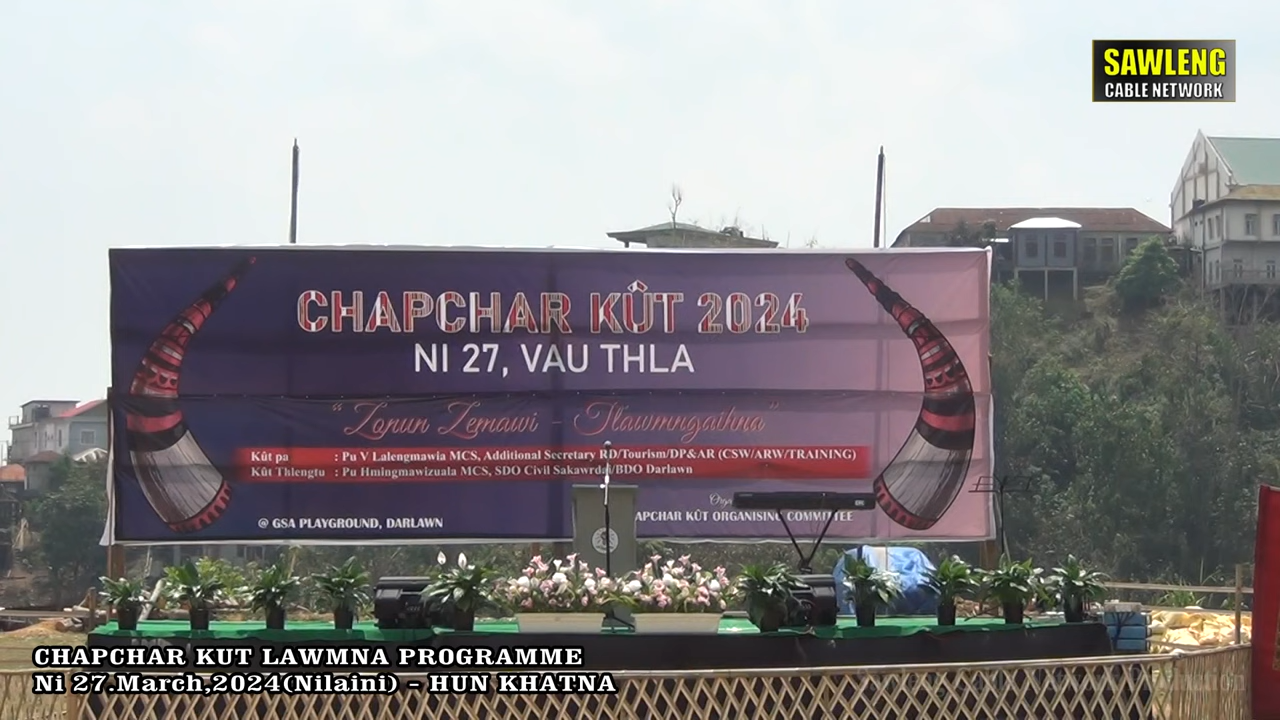 SAWLENG
CABLE NETWORK
CHAPCHAR KÛT 2024
NI 27, VAU THLA
“Zonun Zemawi - Tlawmngaihna”
Kût pa : Pu V Lalengmawia MCS, Additional Secretary RD/Tourism/DP&AR (CSW/ARW/TRAINING)
Kût Thlengtu : Pu Hmingmawizuala MCS, SDO Civil Sakawrdai/BDO Darlawn
@ GSA PLAYGROUND, DARLAWN
APCHAR KÛT ORGANISING COMMITTEE
CHAPCHAR KUT LAWMNA PROGRAMME
Ni 27.March,2024(Nilaini) - HUN KHATNA